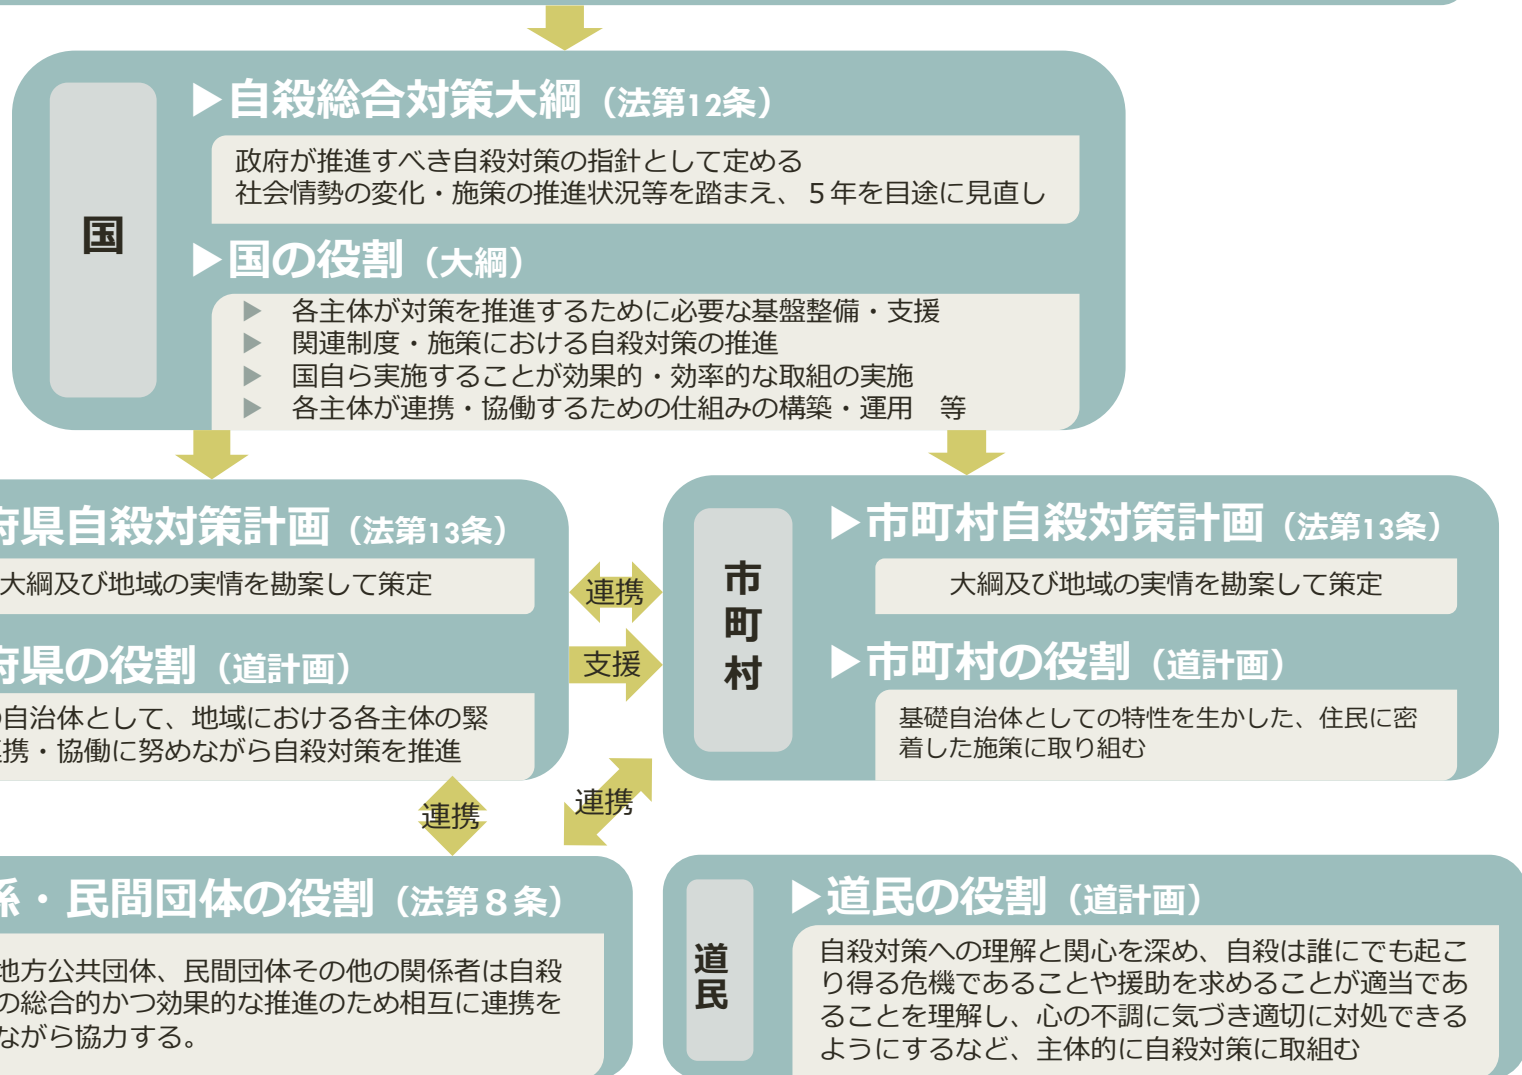 国
▶自殺総合対策大綱（法第12条）
政府が推進すべき自殺対策の指針として定める
社会情勢の変化・施策の推進状況等を踏まえ、５年を目途に見直し
▶国の役割（大綱）
▶ 各主体が対策を推進するために必要な基盤整備・支援
▶ 関連制度・施策における自殺対策の推進
▶ 国自ら実施することが効果的・効率的な取組の実施
▶ 各主体が連携・協働するための仕組みの構築・運用　等
府県自殺対策計画（法第13条）
大綱及び地域の実情を勘案して策定
府県の役割（道計画）
の自治体として、地域における各主体の緊
連携・協働に努めながら自殺対策を推進
連携
支援
市町村
▶市町村自殺対策計画（法第13条）
大綱及び地域の実情を勘案して策定
▶市町村の役割（道計画）
基礎自治体としての特性を生かした、住民に密
着した施策に取り組む
連携
連携
係・民間団体の役割（法第８条）
地方公共団体、民間団体その他の関係者は自殺
の総合的かつ効果的な推進のため相互に連携を
ながら協力する。
道民
▶道民の役割（道計画）
自殺対策への理解と関心を深め、自殺は誰にでも起こ
り得る危機であることや援助を求めることが適当であ
ることを理解し、心の不調に気づき適切に対処できる
ようにするなど、主体的に自殺対策に取組む